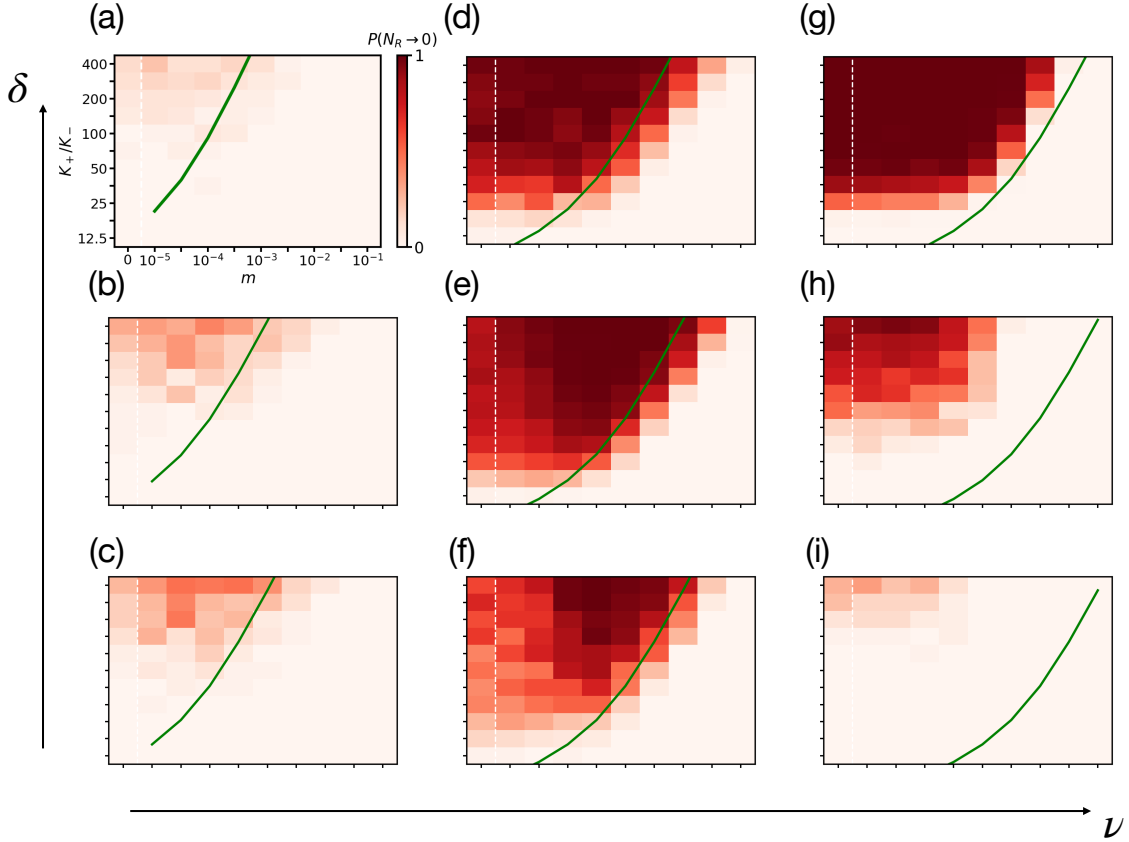 (a)
(d)
(g)
P(N_R → 0)
δ
400
200
100
50
25
12.5
K_+/K_-
1
0
0 10^{-5} 10^{-4} 10^{-3} 10^{-2} 10^{-1}
m
(b)
(e)
(h)
(c)
(f)
(i)
ν